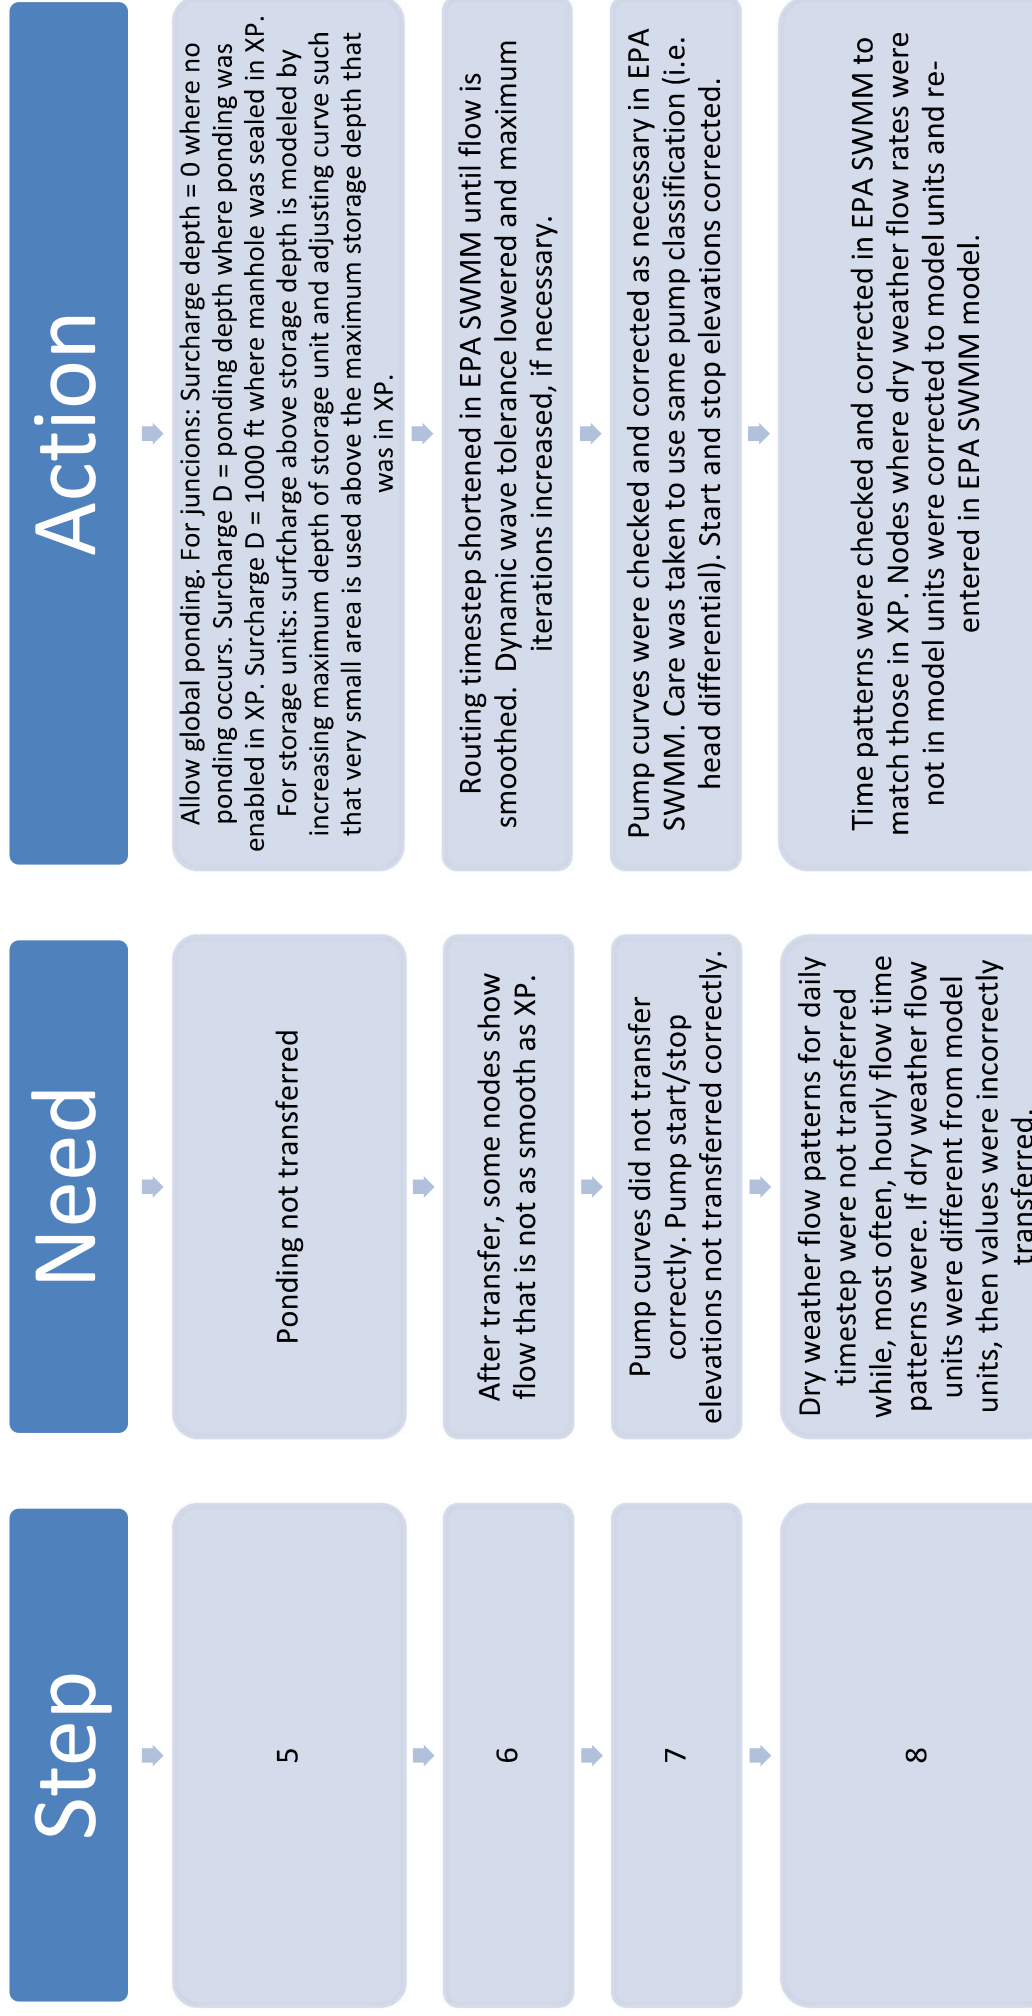 Step
Need
Action
5
Ponding not transferred
Allow global ponding. For juncions: Surcharge depth = 0 where no
ponding occurs. Surcharge D = ponding depth where ponding was
enabled in XP. Surcharge D = 1000 ft where manhole was sealed in XP.
For storage units: surfcharge above storage depth is modeled by
increasing maximum depth of storage unit and adjusting curve such
that very small area is used above the maximum storage depth that
was in XP.
6
After transfer, some nodes show
flow that is not as smooth as XP.
Routing timestep shortened in EPA SWMM until flow is
smoothed.  Dynamic wave tolerance lowered and maximum
iterations increased, if necessary.
7
Pump curves did not transfer
correctly. Pump start/stop
elevations not transferred correctly.
Pump curves were checked and corrected as necessary in EPA
SWMM. Care was taken to use same pump classification (i.e.
head differential). Start and stop elevations corrected.
8
Dry weather flow patterns for daily
timestep were not transferred
while, most often, hourly flow time
patterns were. If dry weather flow
units were different from model
units, then values were incorrectly
transferred.
Time patterns were checked and corrected in EPA SWMM to
match those in XP. Nodes where dry weather flow rates were
not in model units were corrected to model units and re-
entered in EPA SWMM model.